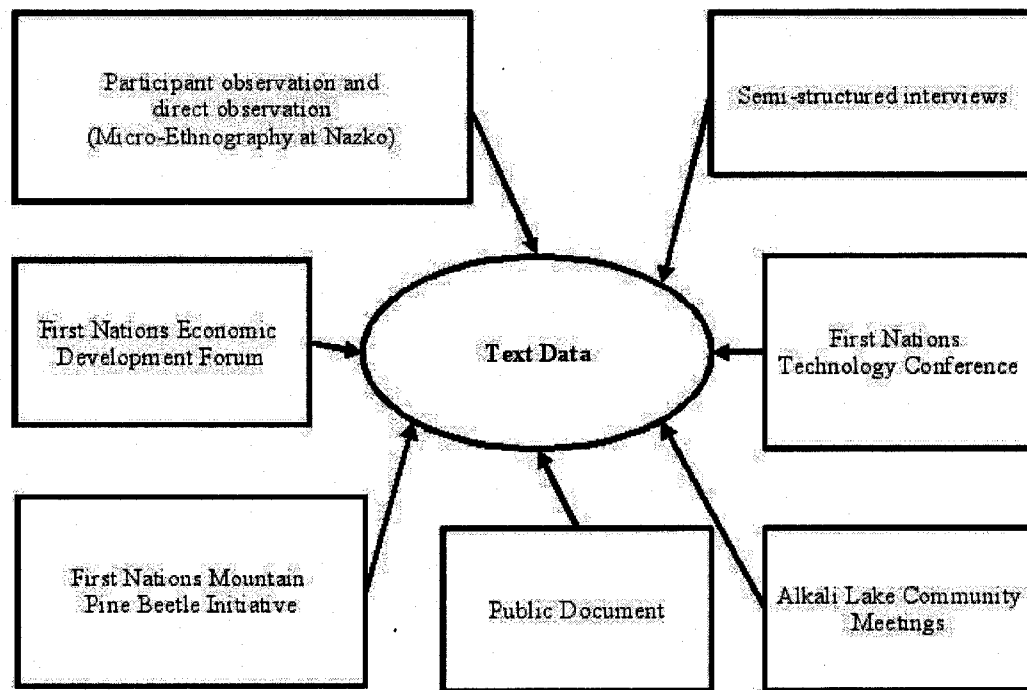 Participant observation and
direct observation
(Micro-Ethnography at Nazko)
Semi-structured interviews
First Nations Economic
Development Forum
Text Data
First Nations
Technology Conference
First Nations Mountain
Pine Beetle Initiative
Public Document
Alkali Lake Community
Meetings